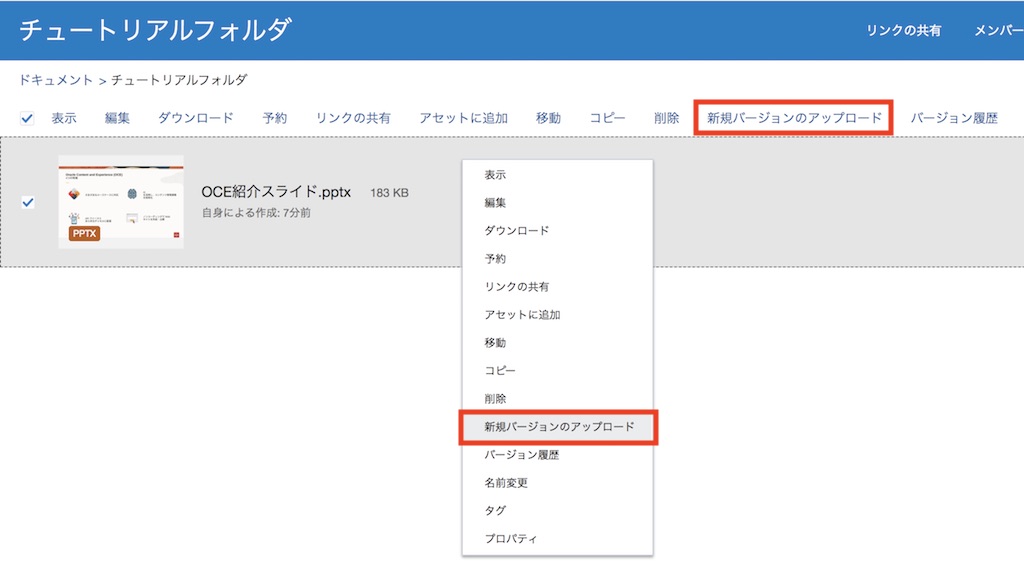 チュートリアルフォルダ
リンクの共有 メンバー
ドキュメント > チュートリアルフォルダ
表示 編集 ダウンロード 予約 リンクの共有 アセットに追加 移動 コピー 削除 新規バージョンのアップロード バージョン履歴
Oracle Content and Experience (OCE)
PPTX
OCE紹介スライド.pptx 183 KB
自身による作成: 7分前
表示
編集
ダウンロード
予約
リンクの共有
アセットに追加
移動
コピー
削除
新規バージョンのアップロード
バージョン履歴
名前変更
タグ
プロパティ